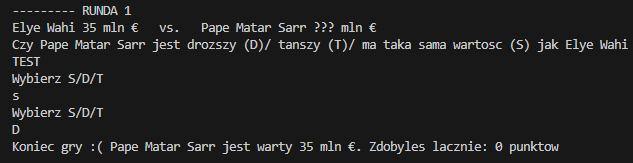 --------- RUNDA 1
Elye Wahi 35 mln €   vs.   Pape Matar Sarr ??? mln €
Czy Pape Matar Sarr jest drozszy (D)/ tanszy (T)/ ma taka sama wartosc (S) jak Elye Wahi
TEST
Wybierz S/D/T
s
Wybierz S/D/T
D
Koniec gry :( Pape Matar Sarr jest warty 35 mln €. Zdobyles lacznie: 0 punktow